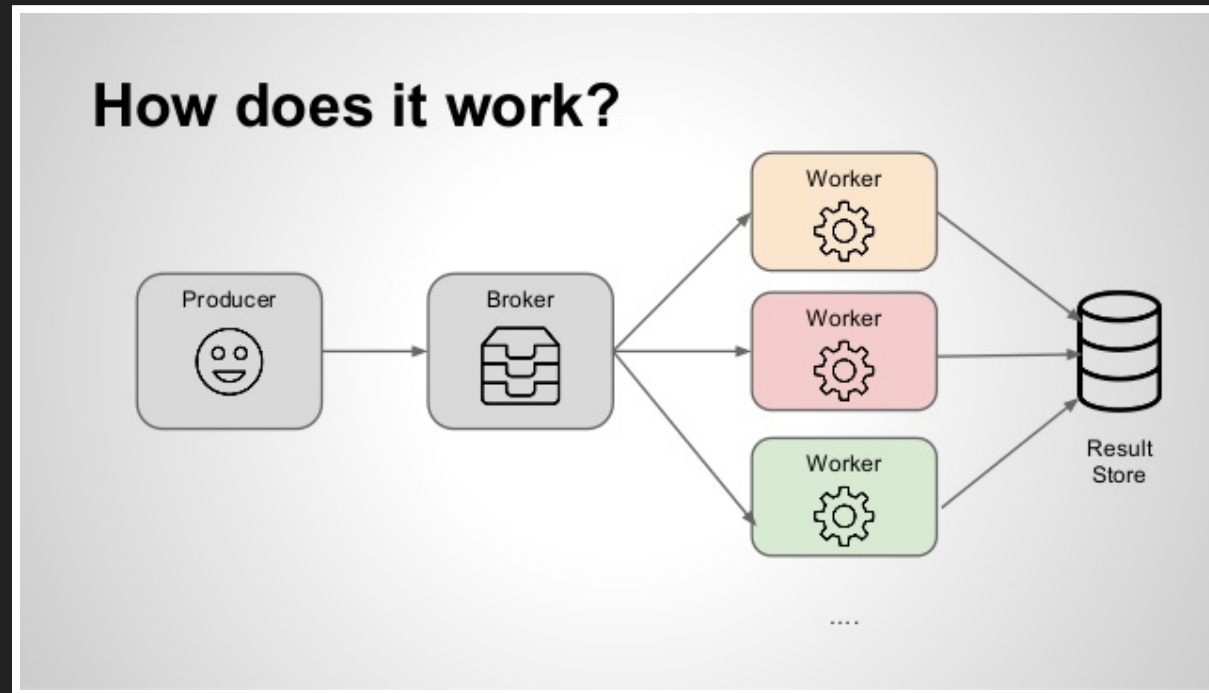 How does it work?
Producer
Broker
Worker
Worker
Worker
Result
Store
....